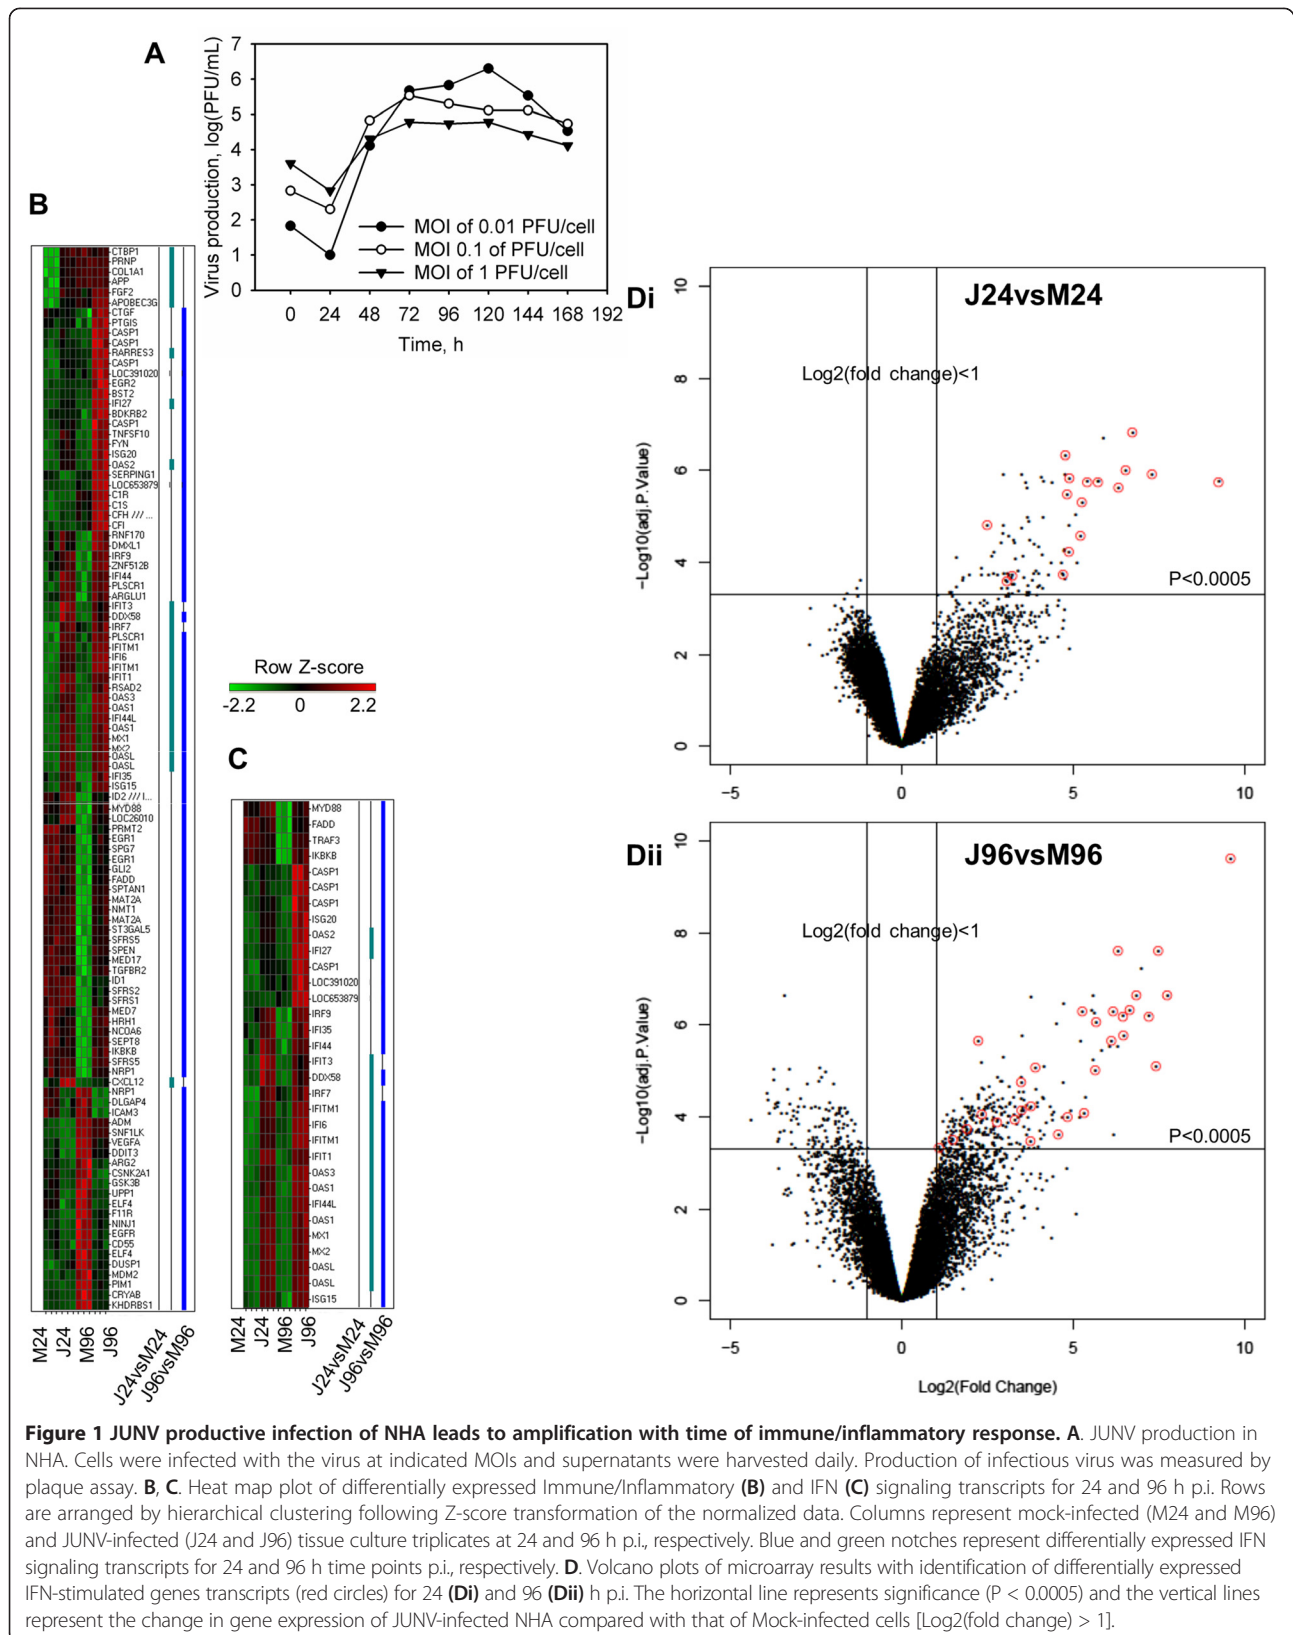 A
7
6
5
4
3
2
1
0
Virus production, log(PFU/mL)
MOI of 0.01 PFU/cell
MOI 0.1 of PFU/cell
MOI of 1 PFU/cell
0 24 48 72 96 120 144 168 192
Time, h
B
CTBP1
PRNP
COL1A1
APP
FGF2
APOBEC3G
CTGF
PTGIS
CASP1
CASP1
RARRES3
CASP1
LOC391020
EGR2
BST2
IFI27
BDKRB2
CASP1
TNFSF10
FYN
ISG20
OAS2
SERPING1
LOC653879
C1R
C1S
CFH /// ...
CFI
RNF170
DMXL1
IRF9
ZNF512B
IFI44
PLSCR1
ARGLU1
IFIT3
DDX58
IRF7
PLSCR1
IFITM1
IFI6
IFITM1
IFIT1
RSAD2
OAS3
OAS1
IFI44L
OAS1
MX1
MX2
OASL
OASL
IFI35
ISG15
ID2 /// I...
MYD88
LOC26010
PRMT2
EGR1
SPG7
EGR1
GLI2
FADD
SPTAN1
MAT2A
NMT1
MAT2A
ST3GAL5
SFRS5
SPEN
MED17
TGFBR2
ID1
SFRS2
SFRS1
MED7
HRH1
NCOA6
SEPT8
IKBKB
SFRS5
NRP1
CXCL12
NRP1
DLGAP4
ICAM3
ADM
SNF1LK
VEGFA
DDIT3
ARG2
CSNK2A1
GSK3B
UPP1
ELF4
F11R
NINJ1
EGFR
CD55
ELF4
DUSP1
MDM2
PIM1
CRYAB
KHDRBS1
M24
J24
M96
J96
J24vsM24
J96vsM96
Row Z-score
-2.2 0 2.2
C
MYD88
FADD
TRAF3
IKBKB
CASP1
CASP1
CASP1
ISG20
OAS2
IFI27
CASP1
LOC391020
LOC653879
IRF9
IFI35
IFI44
IFIT3
DDX58
IRF7
IFITM1
IFI6
IFITM1
IFIT1
OAS3
OAS1
IFI44L
OAS1
MX1
MX2
OASL
OASL
ISG15
M24
J24
M96
J96
J24vsM24
J96vsM96
Di
J24vsM24
Log2(fold change)<1
P<0.0005
−Log10(adj.P.Value)
10
8
6
4
2
0
−5 0 5 10
Dii
J96vsM96
Log2(fold change)<1
P<0.0005
−Log10(adj.P.Value)
10
8
6
4
2
0
−5 0 5 10
Log2(Fold Change)
Figure 1 JUNV productive infection of NHA leads to amplification with time of immune/inflammatory response. A. JUNV production in
NHA. Cells were infected with the virus at indicated MOIs and supernatants were harvested daily. Production of infectious virus was measured by
plaque assay. B, C. Heat map plot of differentially expressed Immune/Inflammatory (B) and IFN (C) signaling transcripts for 24 and 96 h p.i. Rows
are arranged by hierarchical clustering following Z-score transformation of the normalized data. Columns represent mock-infected (M24 and M96)
and JUNV-infected (J24 and J96) tissue culture triplicates at 24 and 96 h p.i., respectively. Blue and green notches represent differentially expressed IFN
signaling transcripts for 24 and 96 h time points p.i., respectively. D. Volcano plots of microarray results with identification of differentially expressed
IFN-stimulated genes transcripts (red circles) for 24 (Di) and 96 (Dii) h p.i. The horizontal line represents significance (P < 0.0005) and the vertical lines
represent the change in gene expression of JUNV-infected NHA compared with that of Mock-infected cells [Log2(fold change) > 1].